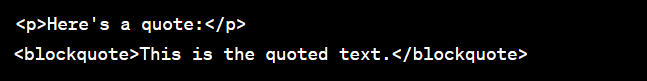 <p>Here's a quote:</p>
<blockquote>This is the quoted text.</blockquote>